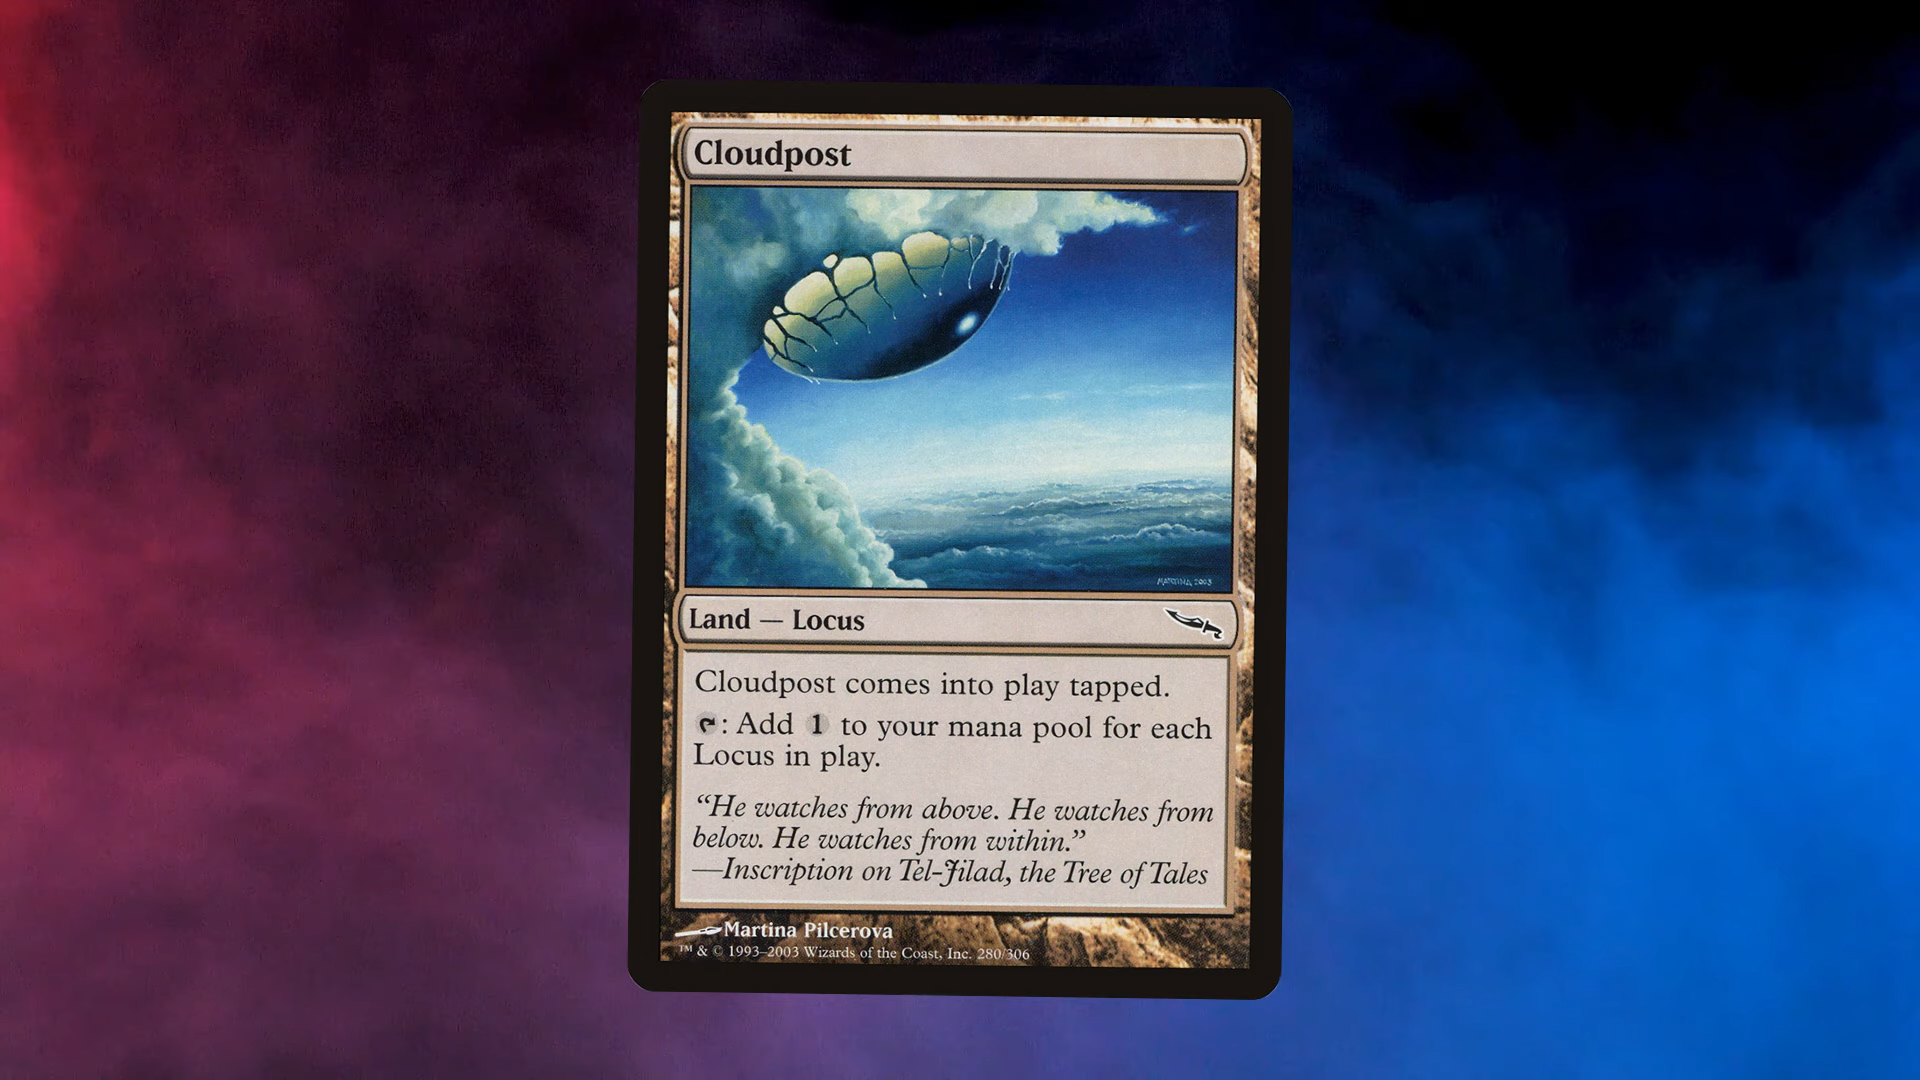 Cloudpost
MARTINA 2003
Land — Locus
Cloudpost comes into play tapped.
: Add 1 to your mana pool for each
Locus in play.
“He watches from above. He watches from
below. He watches from within.”
—Inscription on Tel-Jilad, the Tree of Tales
Martina Pilcerova
™ & © 1993–2003 Wizards of the Coast, Inc. 280/306